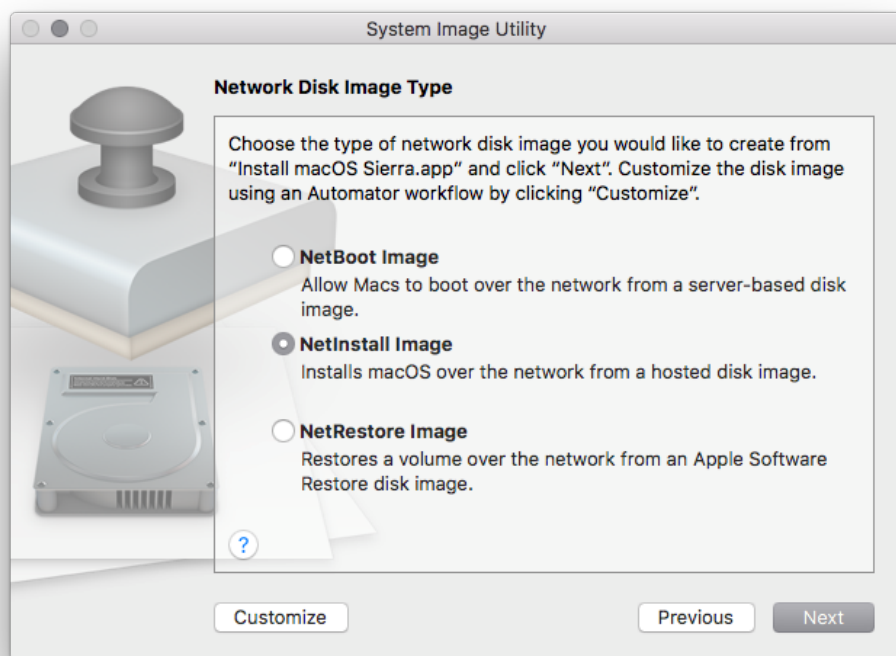 System Image Utility
Network Disk Image Type
Choose the type of network disk image you would like to create from
“Install macOS Sierra.app” and click “Next”. Customize the disk image
using an Automator workflow by clicking “Customize”.
NetBoot Image
Allow Macs to boot over the network from a server-based disk
image.
NetInstall Image
Installs macOS over the network from a hosted disk image.
NetRestore Image
Restores a volume over the network from an Apple Software
Restore disk image.
?
Customize
Previous
Next